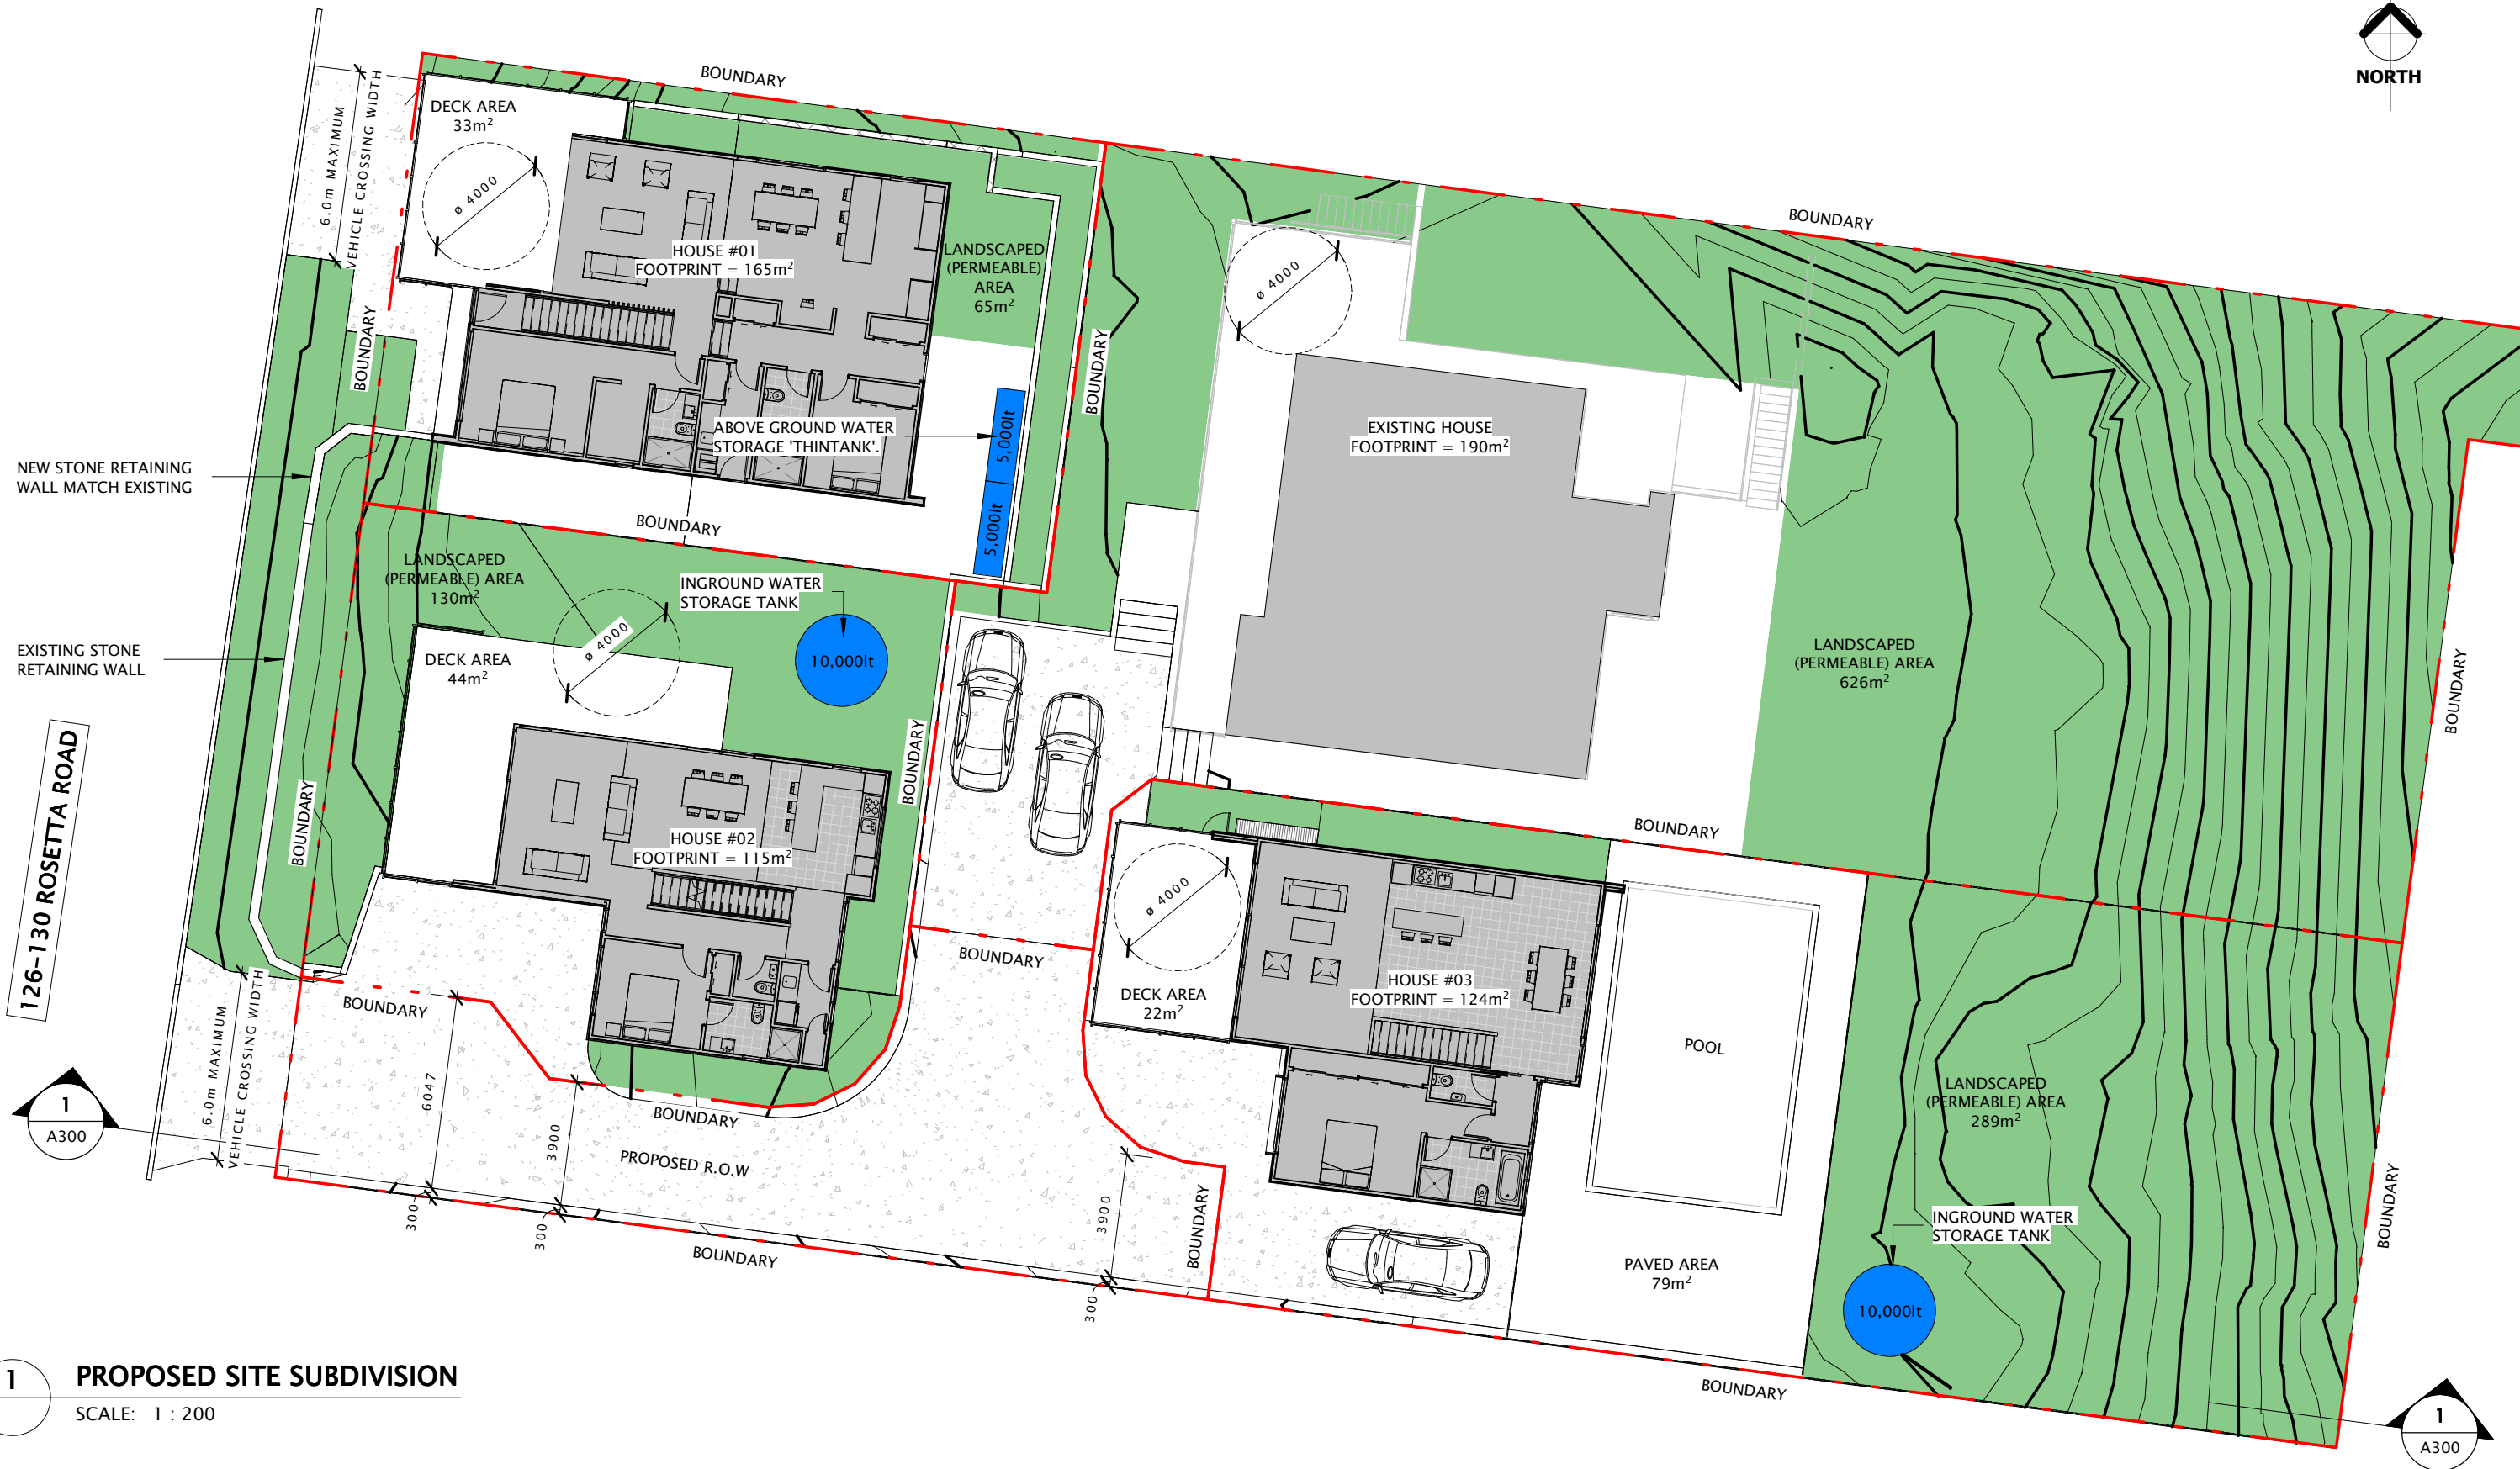 NORTH
BOUNDARY
DECK AREA
33m²
6.0m MAXIMUM
VEHICLE CROSSING WIDTH
ø 4000
HOUSE #01
FOOTPRINT = 165m²
LANDSCAPED
(PERMEABLE)
AREA
65m²
BOUNDARY
ø 4000
BOUNDARY
BOUNDARY
ABOVE GROUND WATER
STORAGE 'THINTANK'.
5,000lt
5,000lt
EXISTING HOUSE
FOOTPRINT = 190m²
NEW STONE RETAINING
WALL MATCH EXISTING
BOUNDARY
LANDSCAPED
(PERMEABLE) AREA
130m²
INGROUND WATER
STORAGE TANK
10,000lt
ø 4000
EXISTING STONE
RETAINING WALL
DECK AREA
44m²
LANDSCAPED
(PERMEABLE) AREA
626m²
BOUNDARY
126-130 ROSETTA ROAD
BOUNDARY
BOUNDARY
HOUSE #02
FOOTPRINT = 115m²
BOUNDARY
ø 4000
BOUNDARY
BOUNDARY
DECK AREA
22m²
HOUSE #03
FOOTPRINT = 124m²
POOL
6.0m MAXIMUM
VEHICLE CROSSING WIDTH
6047
3900
BOUNDARY
PROPOSED R.O.W
LANDSCAPED
(PERMEABLE) AREA
289m²
1
A300
300
300
3900
300
BOUNDARY
BOUNDARY
BOUNDARY
INGROUND WATER
STORAGE TANK
10,000lt
PAVED AREA
79m²
BOUNDARY
1
PROPOSED SITE SUBDIVISION
SCALE: 1 : 200
1
A300